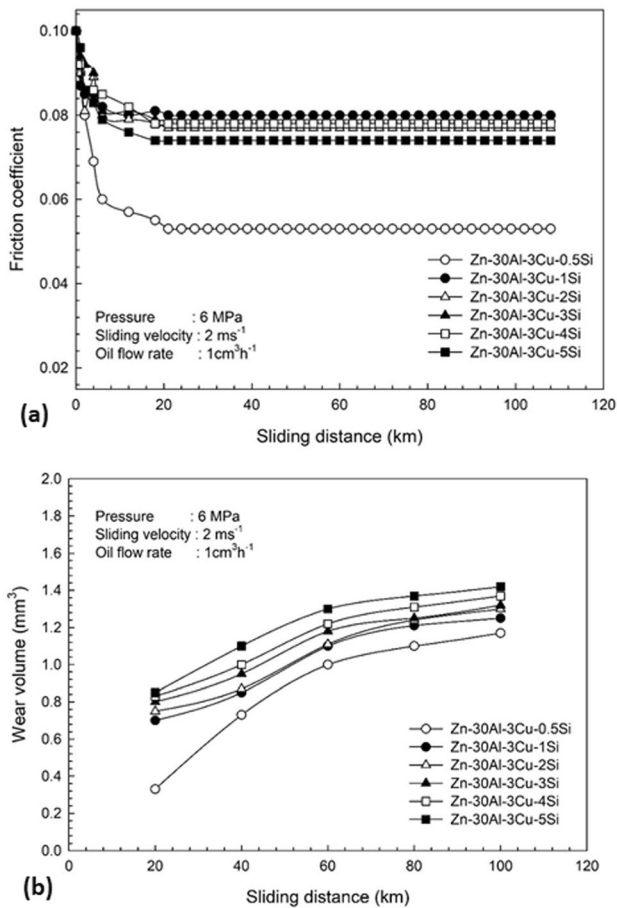 0.10
0.08
0.06
0.04
0.02
Friction coefficient
Zn-30Al-3Cu-0.5Si
Zn-30Al-3Cu-1Si
Zn-30Al-3Cu-2Si
Zn-30Al-3Cu-3Si
Zn-30Al-3Cu-4Si
Zn-30Al-3Cu-5Si
Pressure : 6 MPa
Sliding velocity : 2 ms⁻¹
Oil flow rate : 1cm³h⁻¹
0 20 40 60 80 100 120
(a)
Sliding distance (km)
2.0
1.8
1.6
1.4
1.2
1.0
0.8
0.6
0.4
0.2
0.0
Wear volume (mm³)
Pressure : 6 MPa
Sliding velocity : 2 ms⁻¹
Oil flow rate : 1cm³h⁻¹
Zn-30Al-3Cu-0.5Si
Zn-30Al-3Cu-1Si
Zn-30Al-3Cu-2Si
Zn-30Al-3Cu-3Si
Zn-30Al-3Cu-4Si
Zn-30Al-3Cu-5Si
0 20 40 60 80 100 120
(b)
Sliding distance (km)